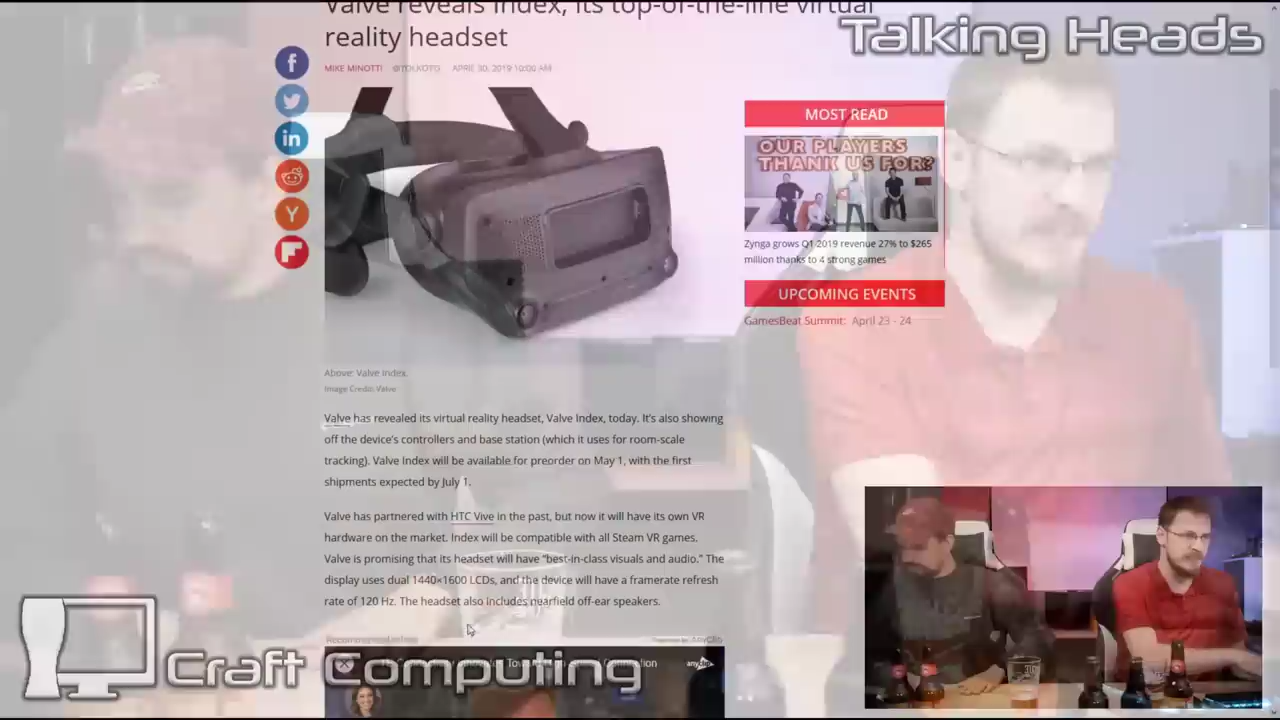 Valve reveals Index, its top-of-the-line virtual
reality headset
Talking Heads
MIKE MINOTTI @TOLKOTO APRIL 30, 2019 10:00 AM
f
in
Y
MOST READ
OUR PLAYERS
THANK US FOR?
Zynga grows Q1 2019 revenue 27% to $265
million thanks to 4 strong games
UPCOMING EVENTS
GamesBeat Summit: April 23 - 24
Above: Valve Index.
Image Credit: Valve
Valve has revealed its virtual reality headset, Valve Index, today. It's also showing
off the device's controllers and base station (which it uses for room-scale
tracking). Valve Index will be available for preorder on May 1, with the first
shipments expected by July 1.
Valve has partnered with HTC Vive in the past, but now it will have its own VR
hardware on the market. Index will be compatible with all Steam VR games.
Valve is promising that its headset will have "best-in-class visuals and audio." The
display uses dual 1440×1600 LCDs, and the device will have a framerate refresh
rate of 120 Hz. The headset also includes nearfield off-ear speakers.
Powered by AnyClip
Craft Computing